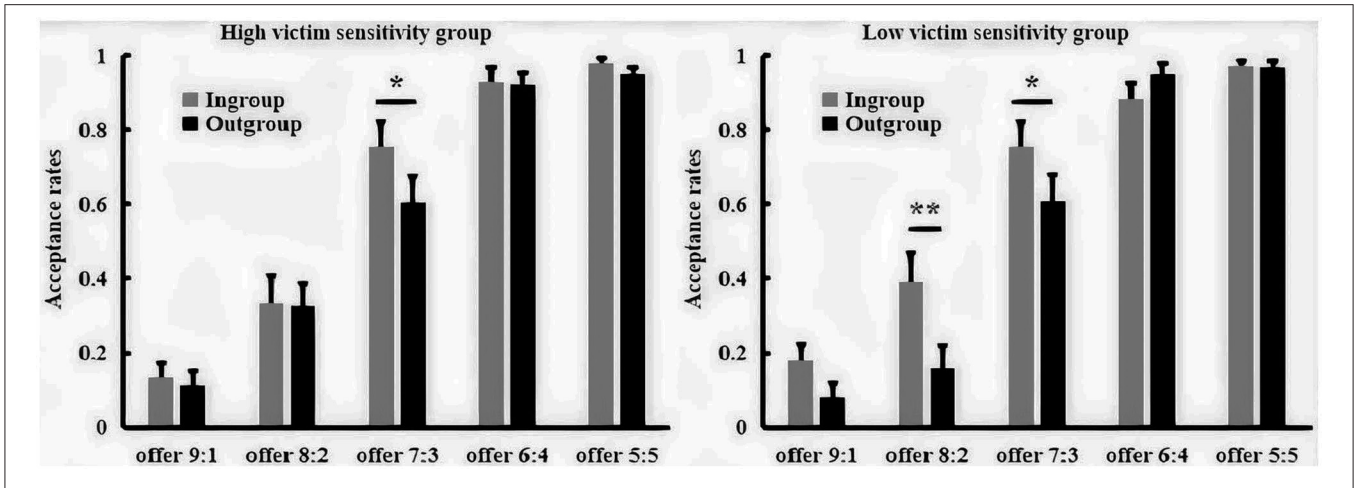 High victim sensitivity group
Acceptance rates
1
0.8
0.6
0.4
0.2
0
Ingroup
Outgroup
*
offer 9:1 offer 8:2 offer 7:3 offer 6:4 offer 5:5
Low victim sensitivity group
Acceptance rates
1
0.8
0.6
0.4
0.2
0
Ingroup
Outgroup
**
*
offer 9:1 offer 8:2 offer 7:3 offer 6:4 offer 5:5